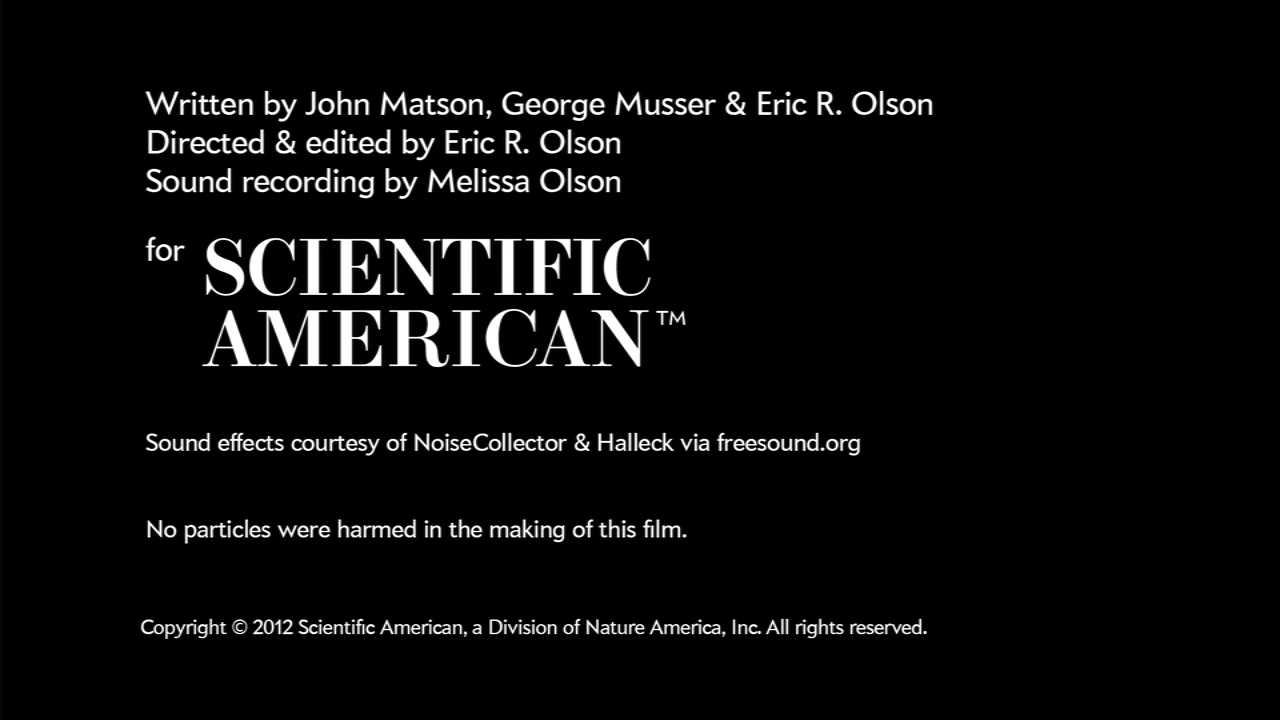 Written by John Matson, George Musser & Eric R. Olson
Directed & edited by Eric R. Olson
Sound recording by Melissa Olson
for SCIENTIFIC
AMERICAN™
Sound effects courtesy of NoiseCollector & Halleck via freesound.org
No particles were harmed in the making of this film.
Copyright © 2012 Scientific American, a Division of Nature America, Inc. All rights reserved.